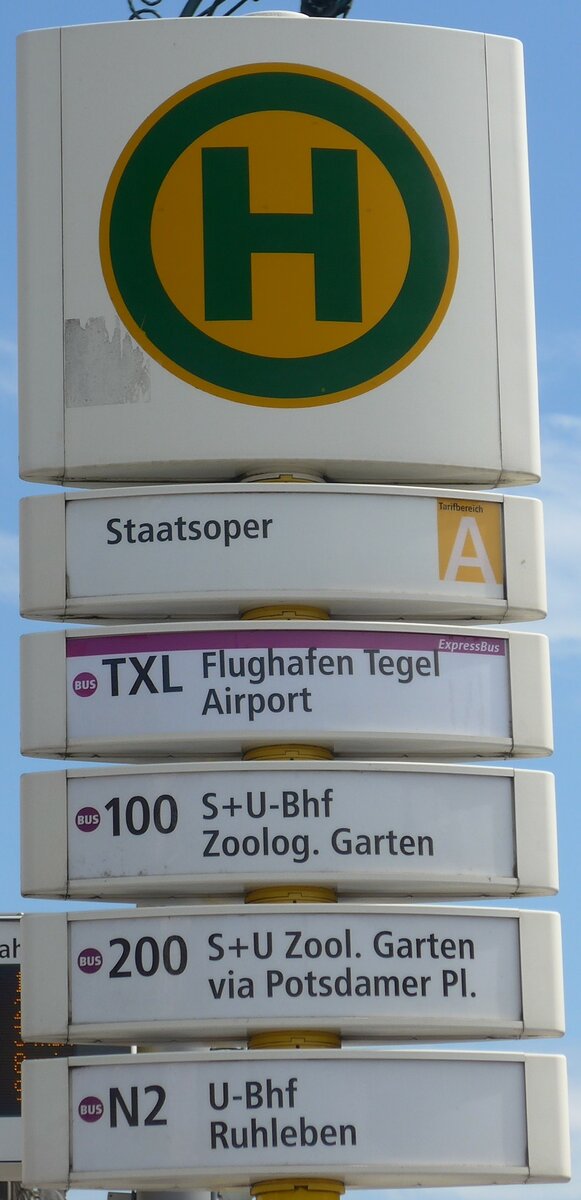 H
Staatsoper
Tarifbereich
A
ExpressBus
BUS TXL Flughafen Tegel
Airport
BUS 100 S+U-Bhf
Zoolog. Garten
BUS 200 S+U Zool. Garten
via Potsdamer Pl.
BUS N2 U-Bhf
Ruhleben